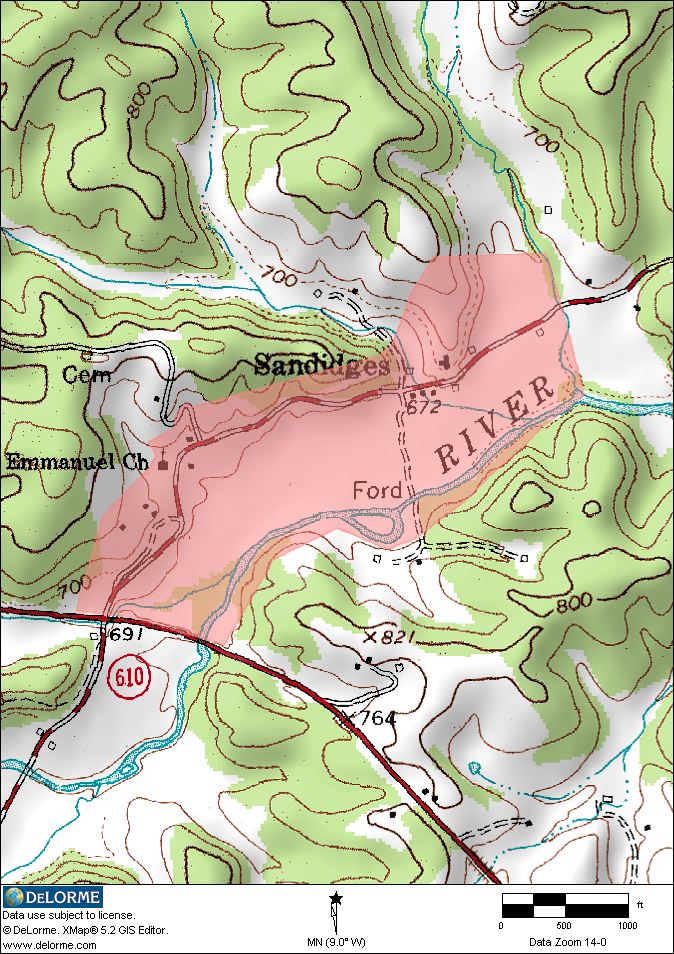 800
700
700
Sandidges
Cem
672
RIVER
Emmanuel Ch
Ford
700
800
691
×821
610
×764
DELORME
Data use subject to license.
© DeLorme. XMap® 5.2 GIS Editor.
www.delorme.com
MN (9.0° W)
ft
0 500 1000
Data Zoom 14-0